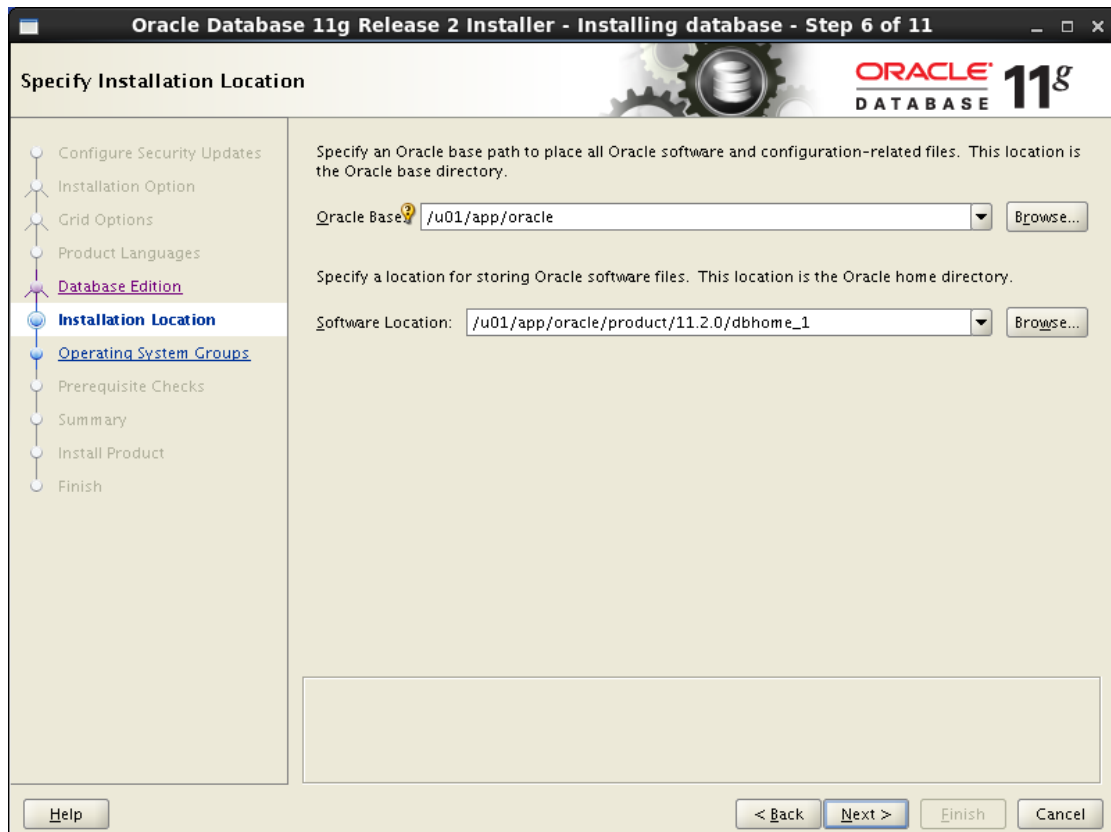 Oracle Database 11g Release 2 Installer - Installing database - Step 6 of 11
Specify Installation Location
ORACLE
DATABASE
11g
Configure Security Updates
Installation Option
Grid Options
Product Languages
Database Edition
Installation Location
Operating System Groups
Prerequisite Checks
Summary
Install Product
Finish
Specify an Oracle base path to place all Oracle software and configuration-related files. This location is
the Oracle base directory.
Oracle Base: /u01/app/oracle Browse...
Specify a location for storing Oracle software files. This location is the Oracle home directory.
Software Location: /u01/app/oracle/product/11.2.0/dbhome_1 Browse...
Help < Back Next > Finish Cancel